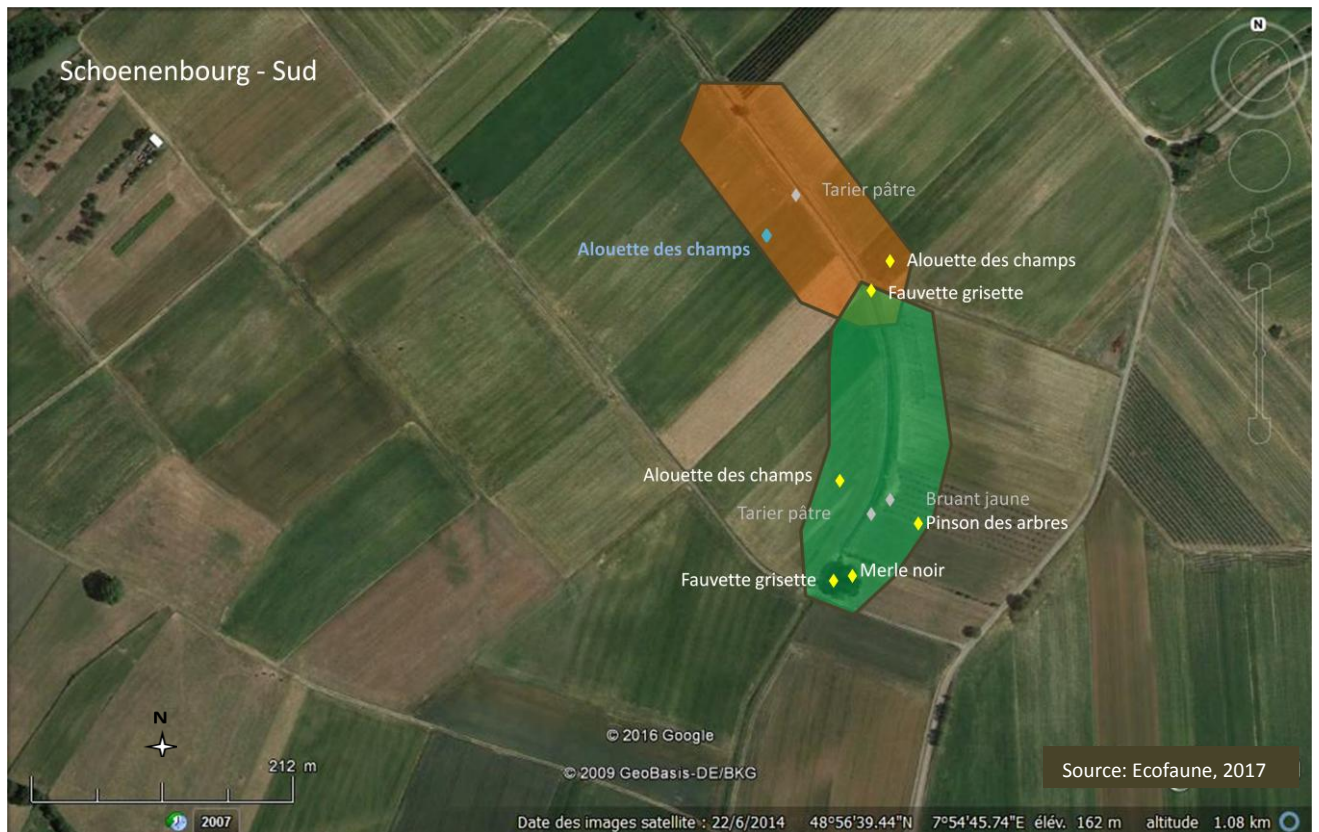 N
Schoenenbourg - Sud
Tarier pâtre
Alouette des champs
Alouette des champs
Fauvette grisette
Alouette des champs
Bruant jaune
Tarier pâtre
Pinson des arbres
Merle noir
Fauvette grisette
N
© 2016 Google
212 m
© 2009 GeoBasis-DE/BKG
Source: Ecofaune, 2017
2007
Date des images satellite : 22/6/2014 48°56'39.44"N 7°54'45.74"E élév. 162 m altitude 1.08 km